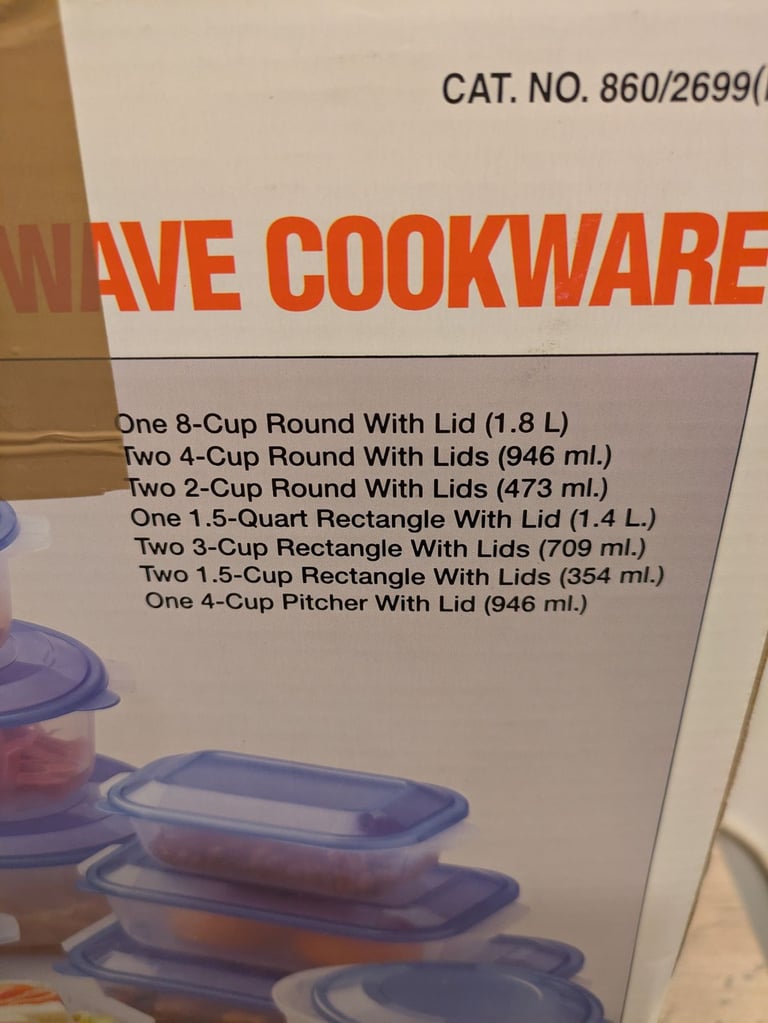 CAT. NO. 860/2699(
WAVE COOKWARE
One 8-Cup Round With Lid (1.8 L)
Two 4-Cup Round With Lids (946 ml.)
Two 2-Cup Round With Lids (473 ml.)
One 1.5-Quart Rectangle With Lid (1.4 L.)
Two 3-Cup Rectangle With Lids (709 ml.)
Two 1.5-Cup Rectangle With Lids (354 ml.)
One 4-Cup Pitcher With Lid (946 ml.)